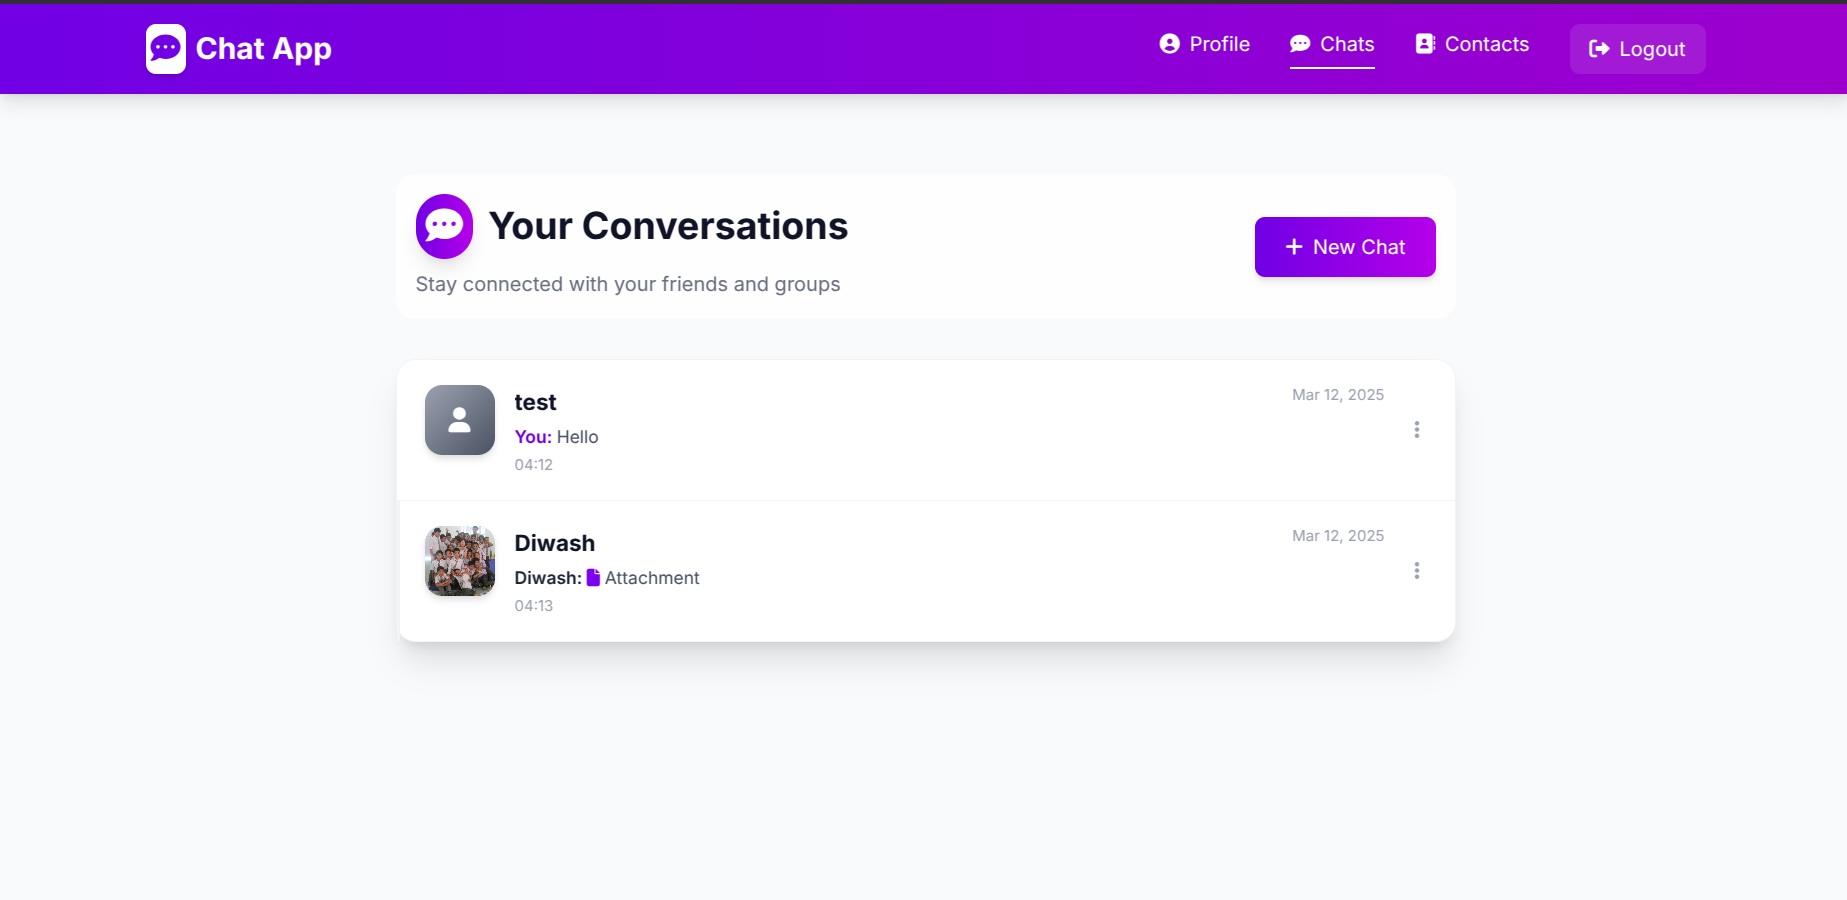 Chat App
Profile
Chats
Contacts
Logout
Your Conversations
Stay connected with your friends and groups
New Chat
test
Mar 12, 2025
You: Hello
04:12
Diwash
Mar 12, 2025
Diwash: Attachment
04:13